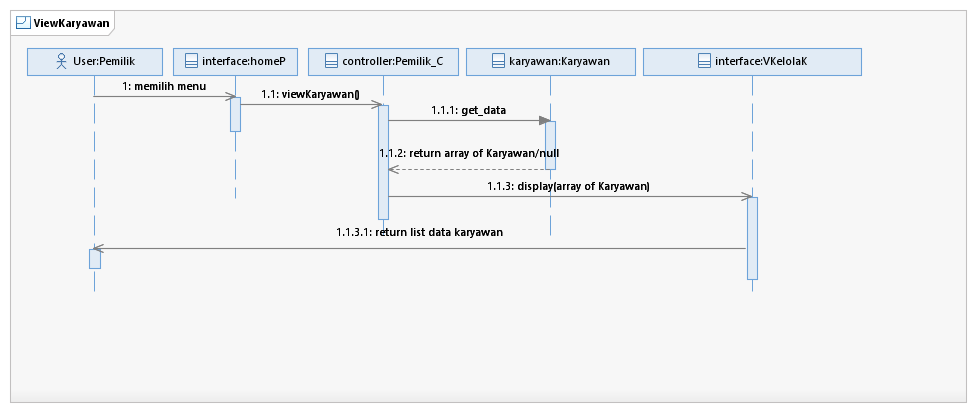 ViewKaryawan
User:Pemilik
interface:homeP
controller:Pemilik_C
karyawan:Karyawan
interface:VKelolaK
1: memilih menu
1.1: viewKaryawan()
1.1.1: get_data
1.1.2: return array of Karyawan/null
1.1.3: display(array of Karyawan)
1.1.3.1: return list data karyawan